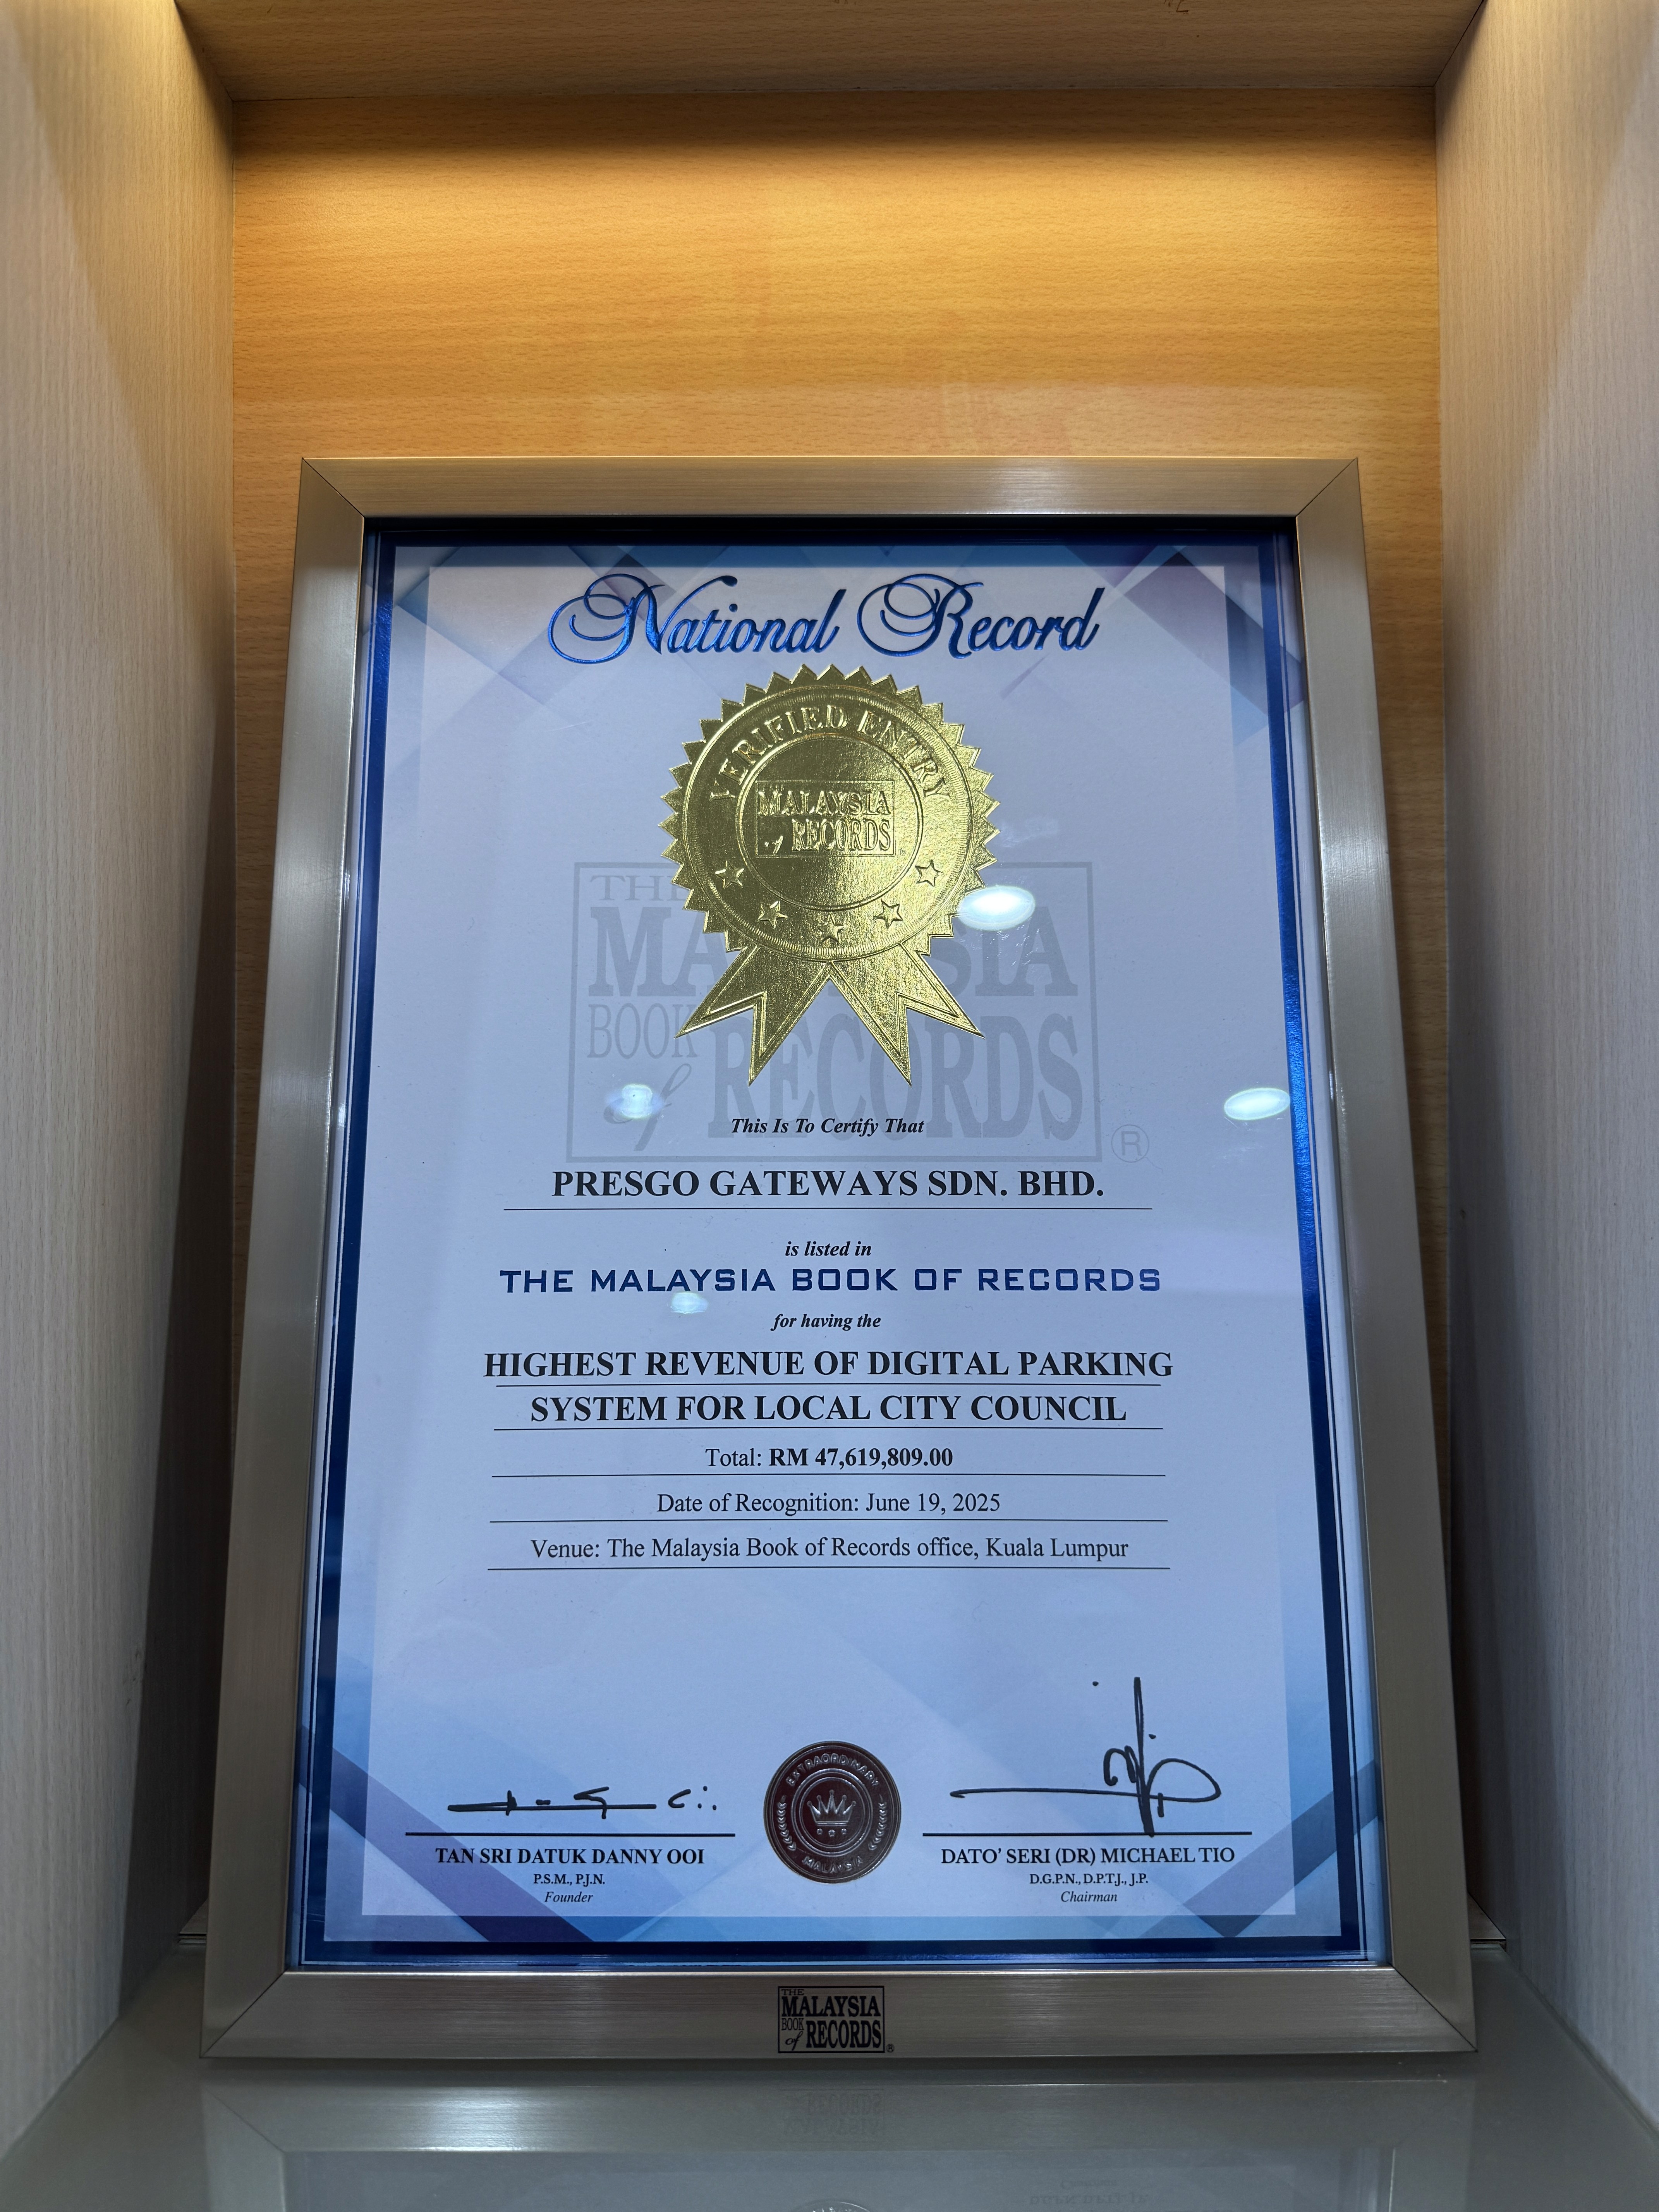 National Record
VERIFIED ENTRY
MALAYSIA
of RECORDS
THE
MALAYSIA
BOOK
of RECORDS
®
This Is To Certify That
PRESGO GATEWAYS SDN. BHD.
is listed in
THE MALAYSIA BOOK OF RECORDS
for having the
HIGHEST REVENUE OF DIGITAL PARKING
SYSTEM FOR LOCAL CITY COUNCIL
Total: RM 47,619,809.00
Date of Recognition: June 19, 2025
Venue: The Malaysia Book of Records office, Kuala Lumpur
EXTRAORDINARY
MALAYSIA
TAN SRI DATUK DANNY OOI
P.S.M., P.J.N.
Founder
DATO' SERI (DR) MICHAEL TIO
D.G.P.N., D.P.T.J., J.P.
Chairman
THE
MALAYSIA
BOOK
of RECORDS
®